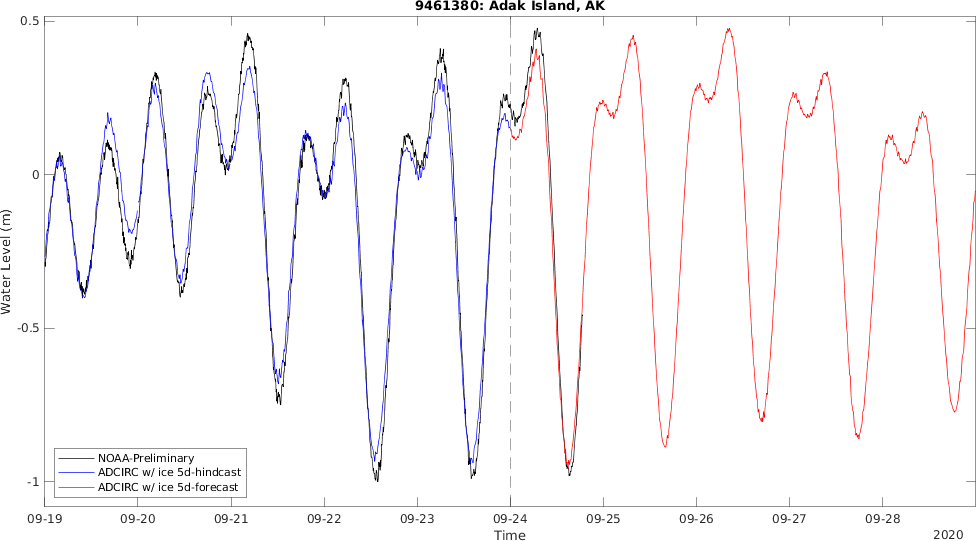 9461380: Adak Island, AK
0.5
0
-0.5
-1
Water Level (m)
NOAA-Preliminary
ADCIRC w/ ice 5d-hindcast
ADCIRC w/ ice 5d-forecast
09-19 09-20 09-21 09-22 09-23 09-24 09-25 09-26 09-27 09-28
Time
2020